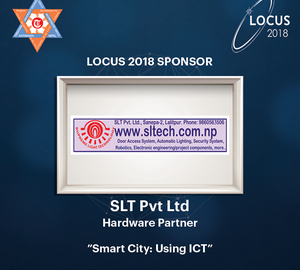 LOCUS
2018
LOCUS 2018 SPONSOR
SLT Pvt. Ltd., Sanepa-2, Lalitpur. Phone: 9860561506
www.sltech.com.np
Door Access System, Automatic Lighting, Security System,
Robotics, Electronic engineering/project components, more..
SLT Pvt Ltd
Hardware Partner
"Smart City: Using ICT"